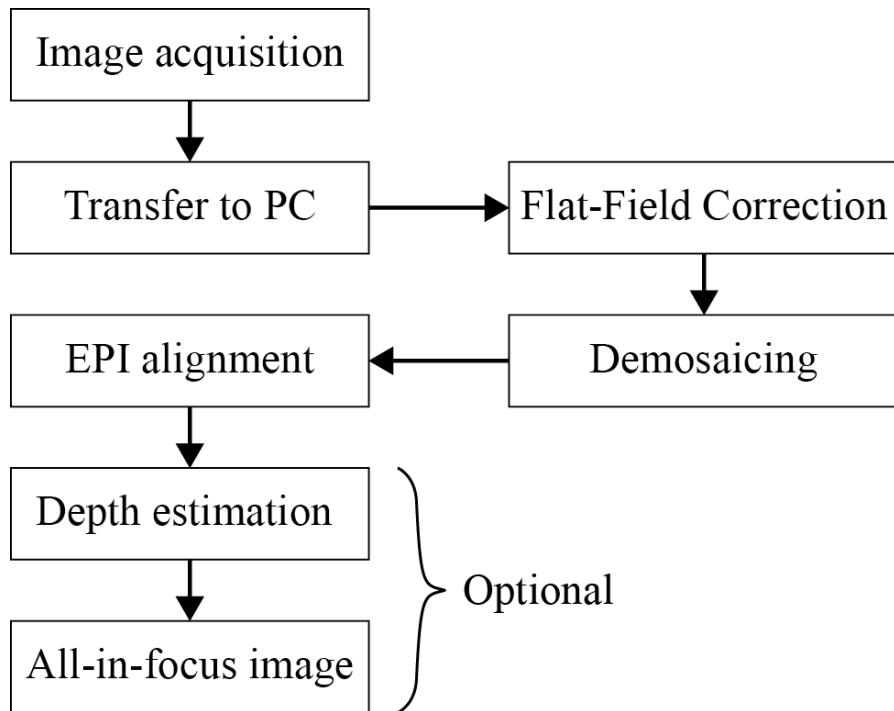 Image acquisition
Transfer to PC
Flat-Field Correction
EPI alignment
Demosaicing
Depth estimation
Optional
All-in-focus image